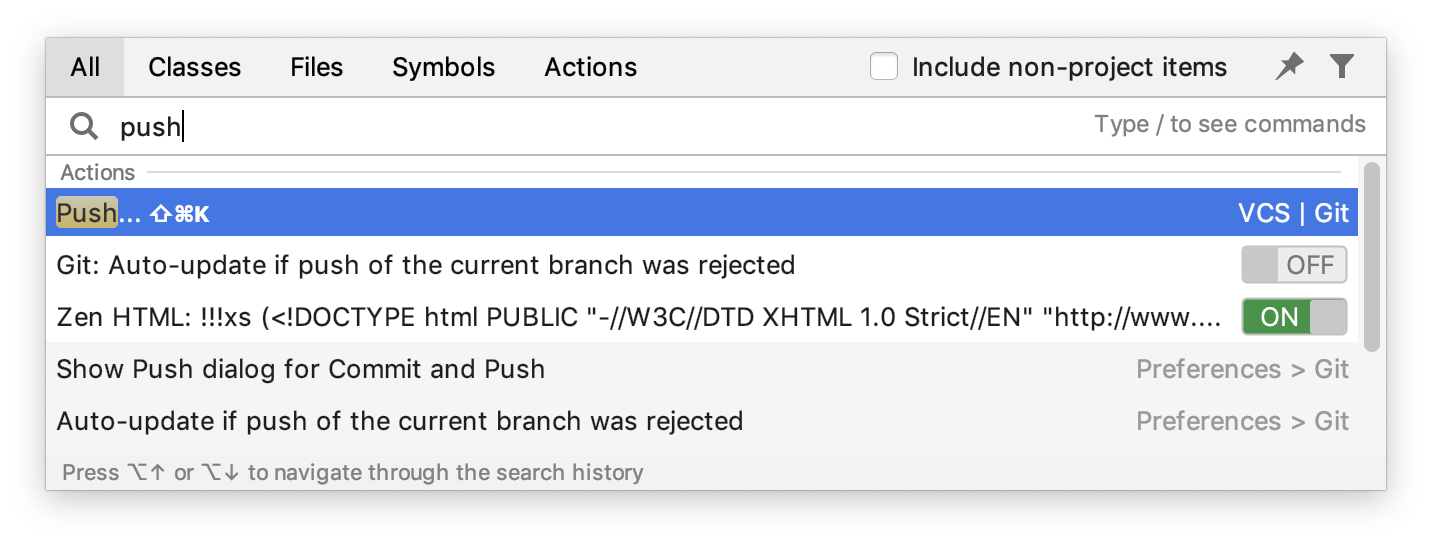 All Classes Files Symbols Actions Include non-project items
push Type / to see commands
Actions
Push... ⇧⌘K VCS | Git
Git: Auto-update if push of the current branch was rejected OFF
Zen HTML: !!!xs (<!DOCTYPE html PUBLIC "-//W3C//DTD XHTML 1.0 Strict//EN" "http://www.... ON
Show Push dialog for Commit and Push Preferences > Git
Auto-update if push of the current branch was rejected Preferences > Git
Press ⌥↑ or ⌥↓ to navigate through the search history